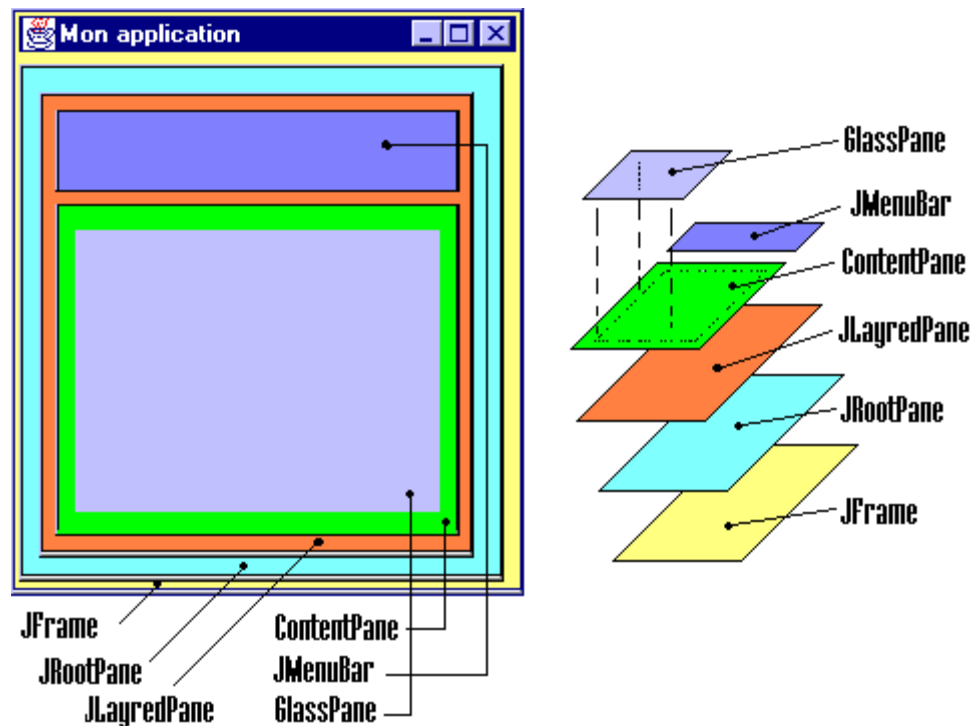 Mon application
GlassPane
JMenuBar
ContentPane
JLayredPane
JRootPane
JFrame
JFrame
ContentPane
JRootPane
JMenuBar
JLayredPane
GlassPane